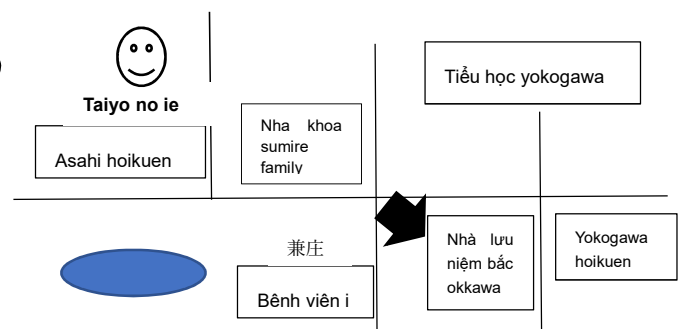 Tiểu học yokogawa
Taiyo no ie
Nha khoa
sumire
family
Asahi hoikuen
兼庄
Bênh viên i
Nhà lưu
niệm bắc
okkawa
Yokogawa
hoikuen